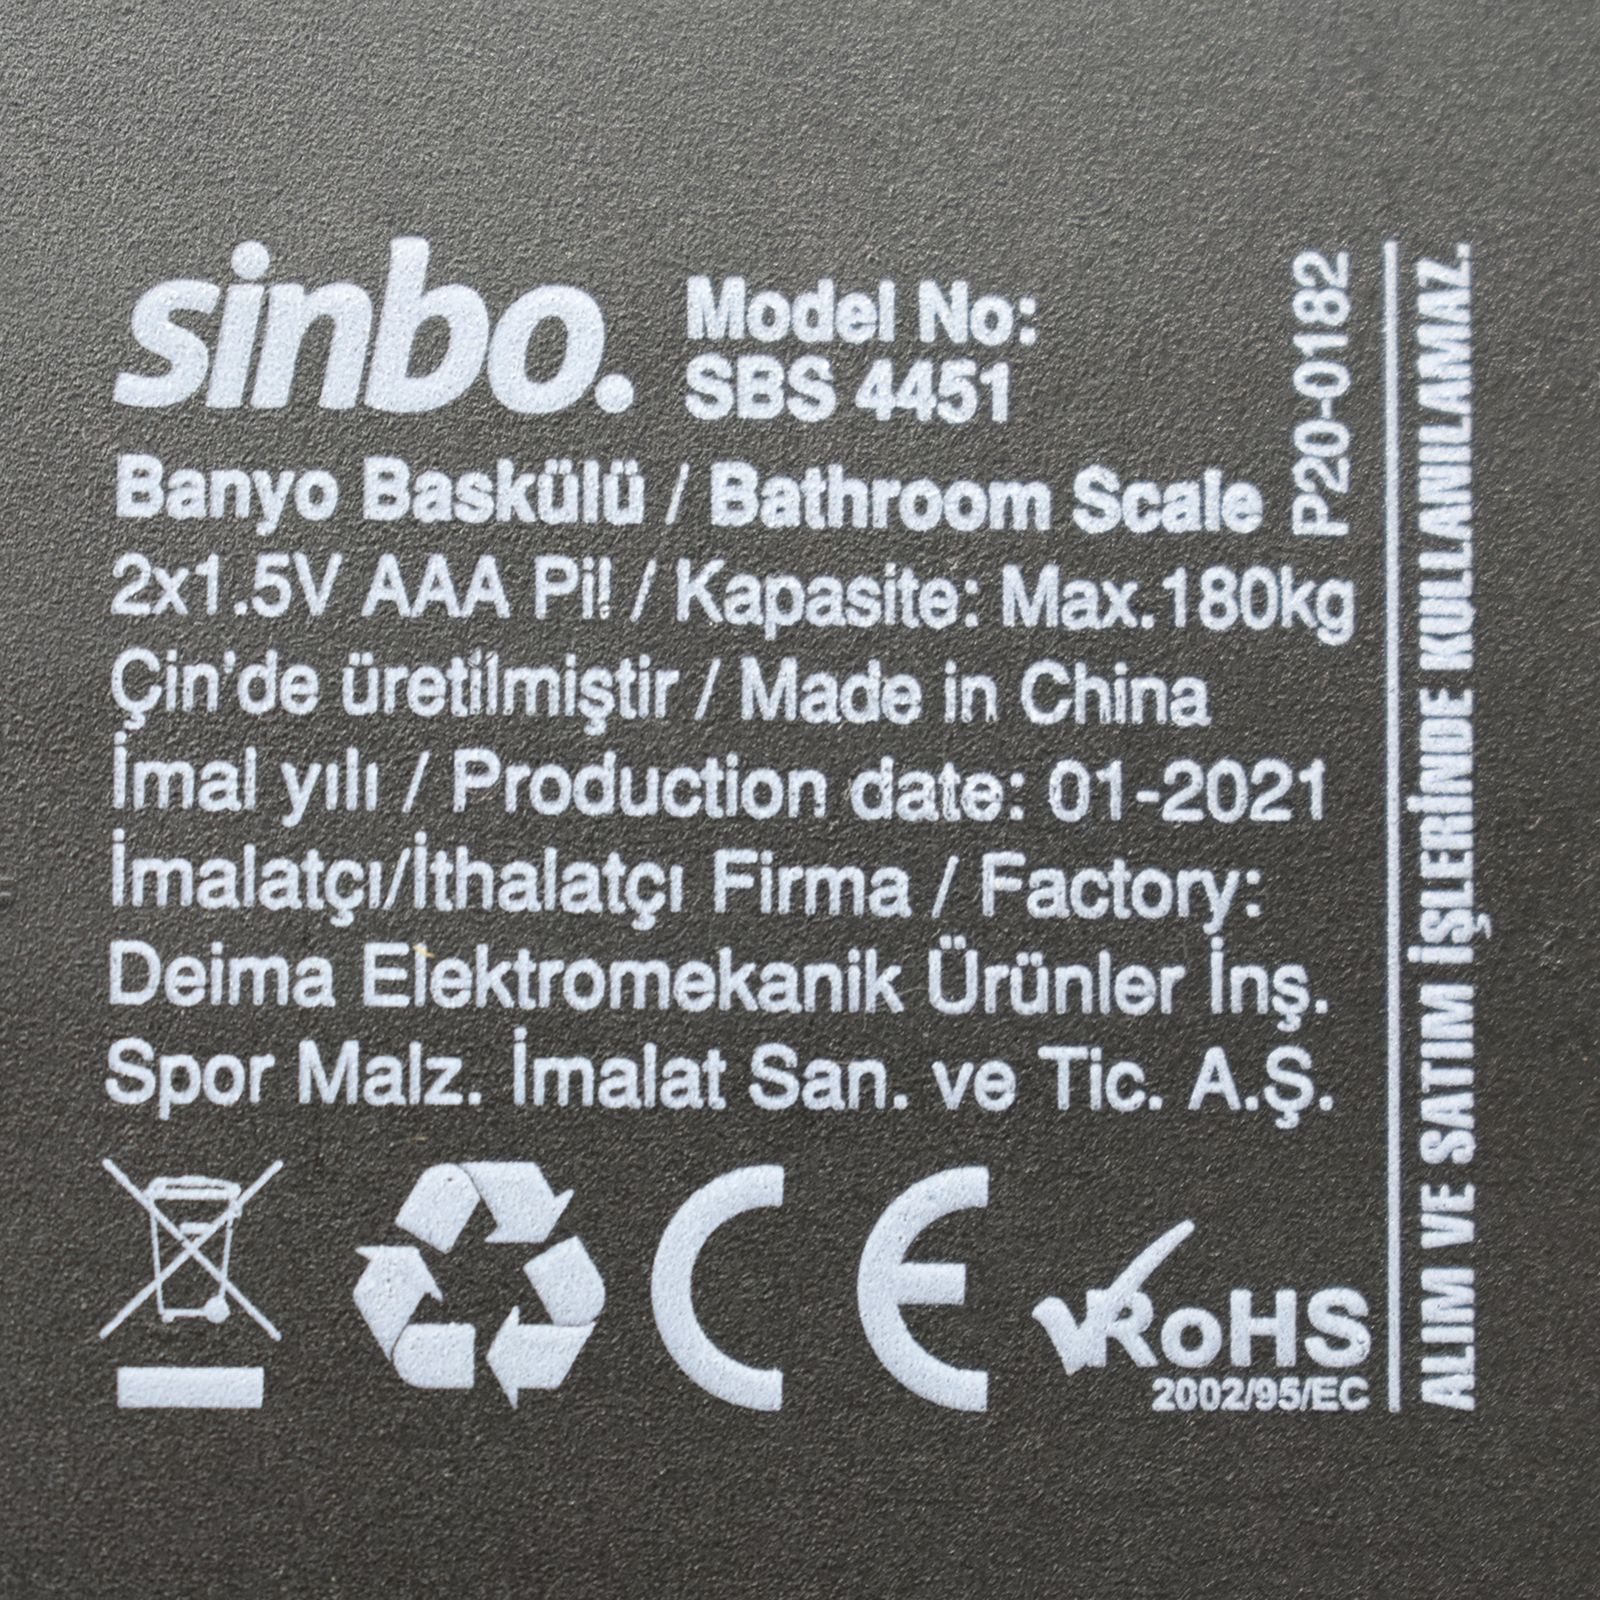 sinbo.
Model No:
SBS 4451
Banyo Baskülü / Bathroom Scale
2x1.5V AAA Pil / Kapasite: Max.180kg
Çin'de üretilmiştir / Made in China
İmal yılı / Production date: 01-2021
İmalatçı/İthalatçı Firma / Factory:
Deima Elektromekanik Ürünler İnş.
Spor Malz. İmalat San. ve Tic. A.Ş.
CE
RoHS
2002/95/EC
P20-0182
ALIM VE SATIM İŞLERİNDE KULLANILAMAZ.